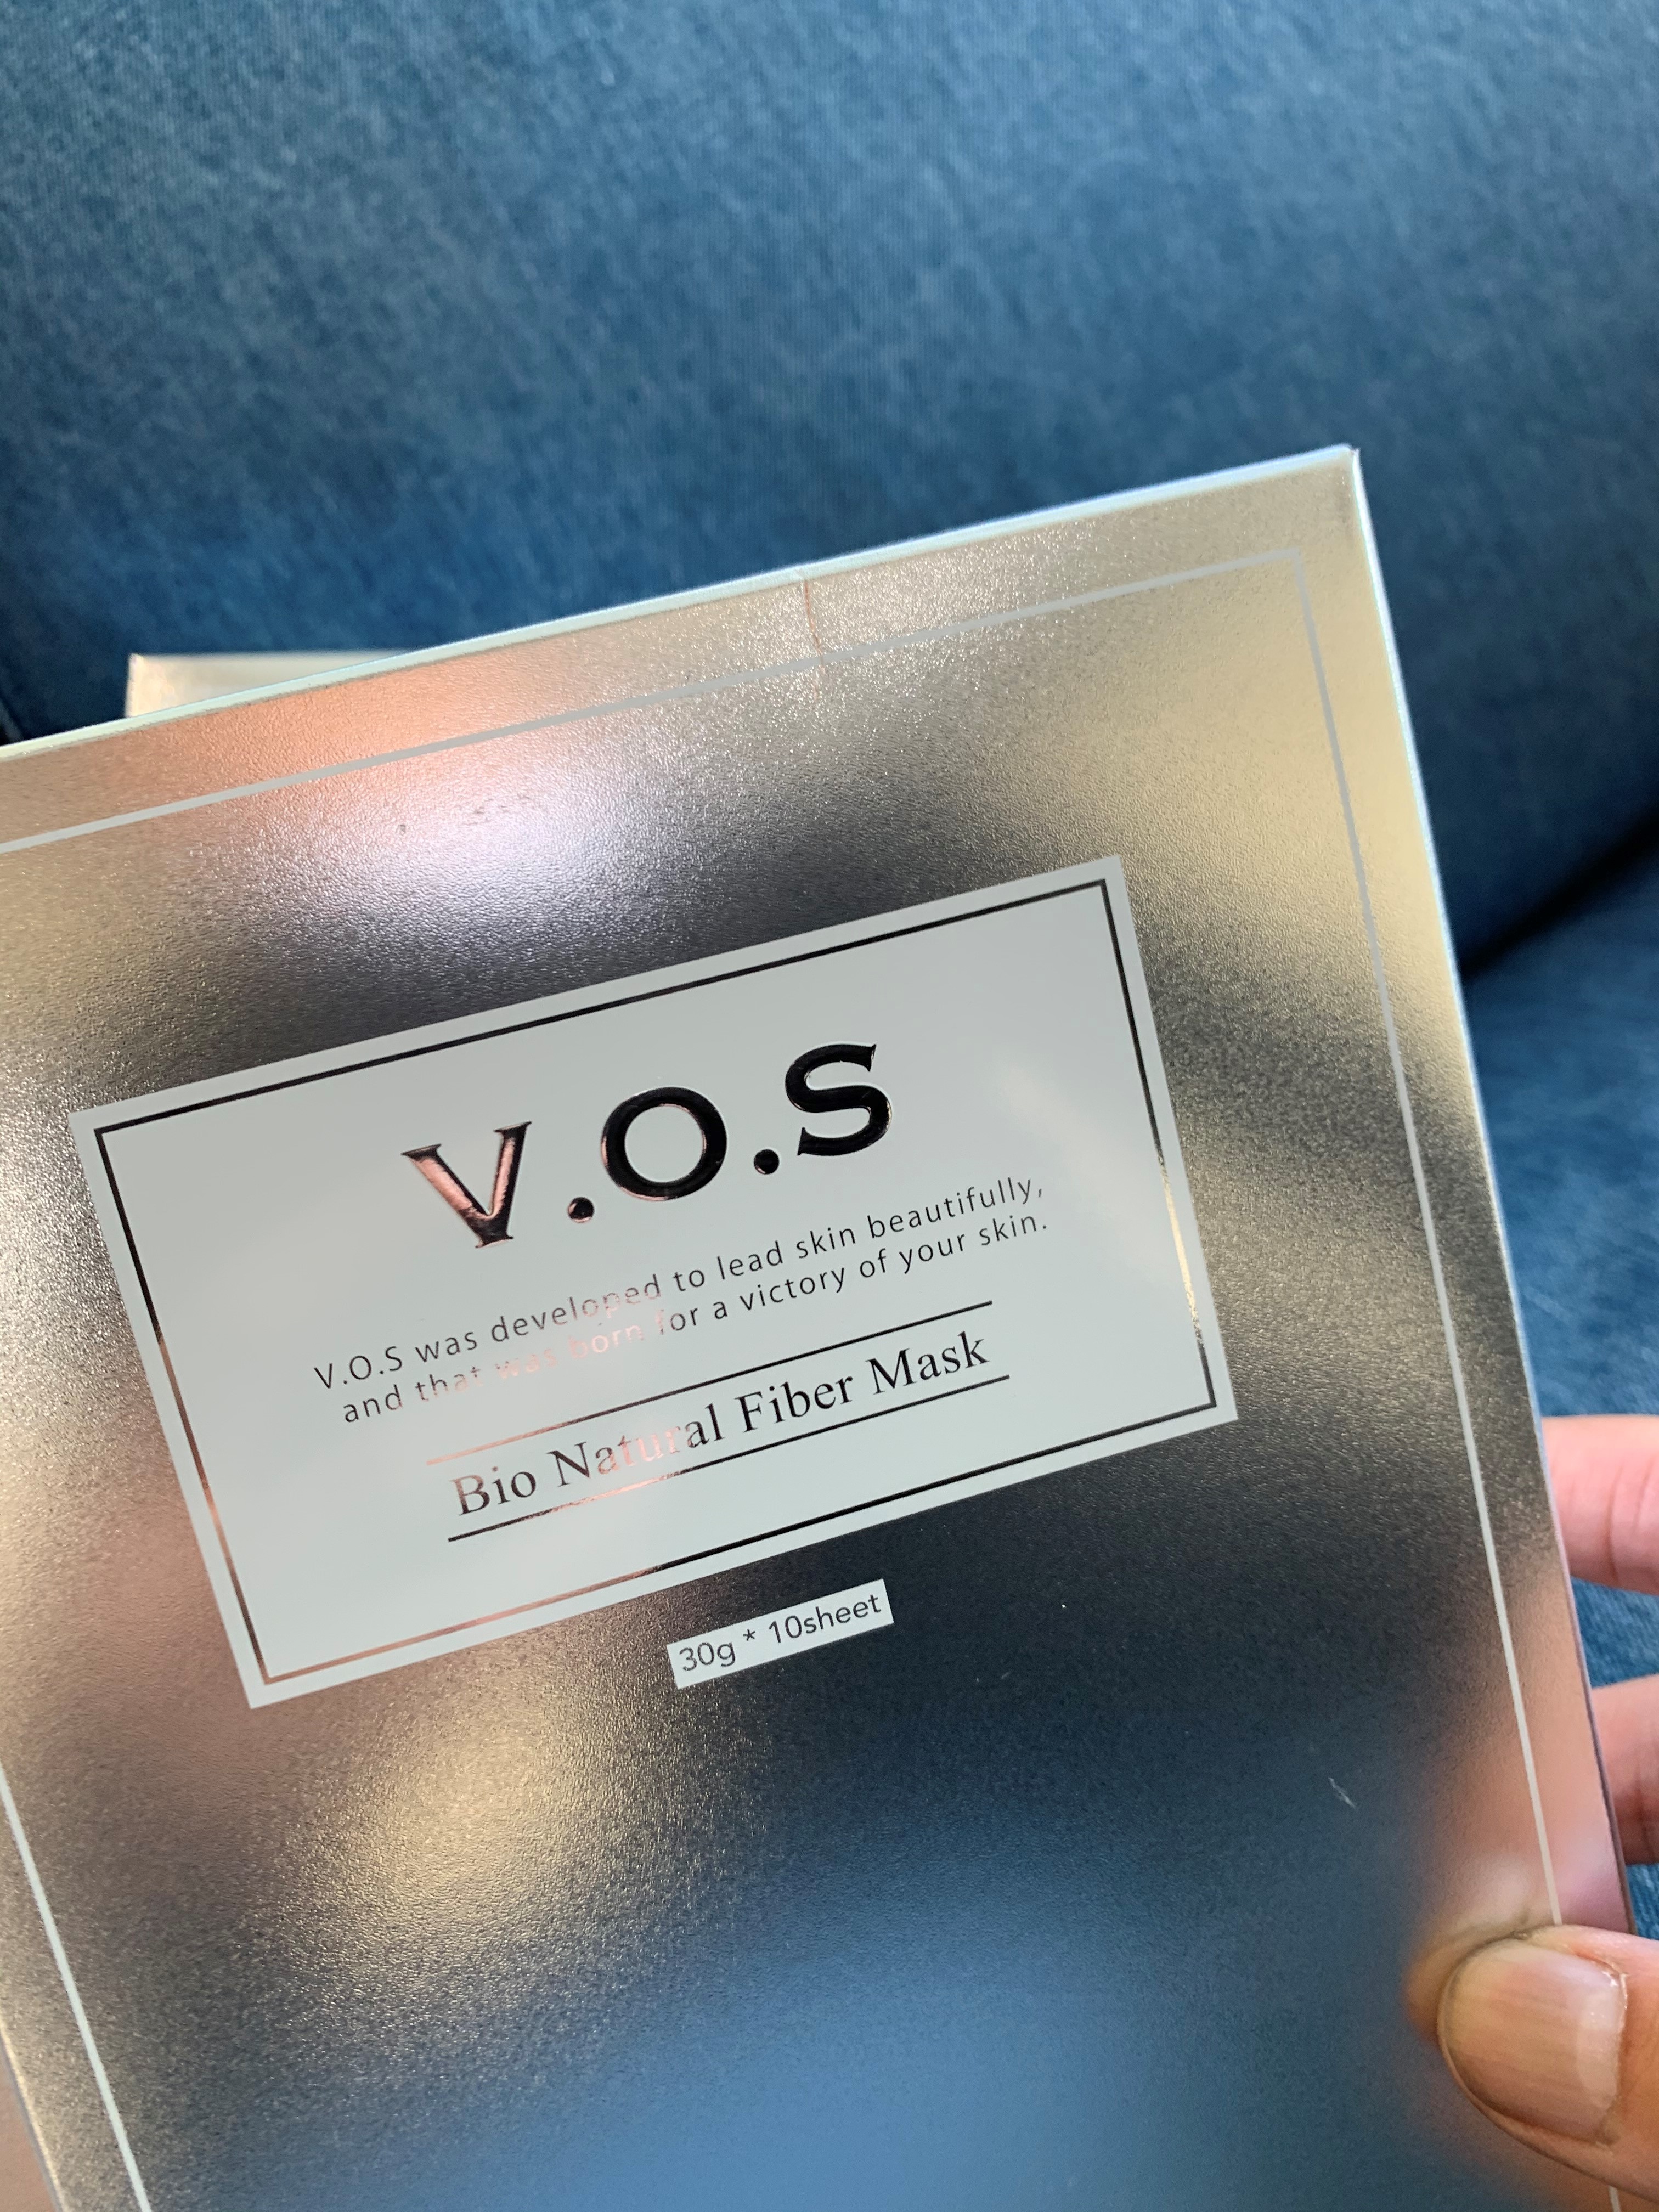 V.O.S
V.O.S was developed to lead skin beautifully,
and that was born for a victory of your skin.
Bio Natural Fiber Mask
30g * 10sheet